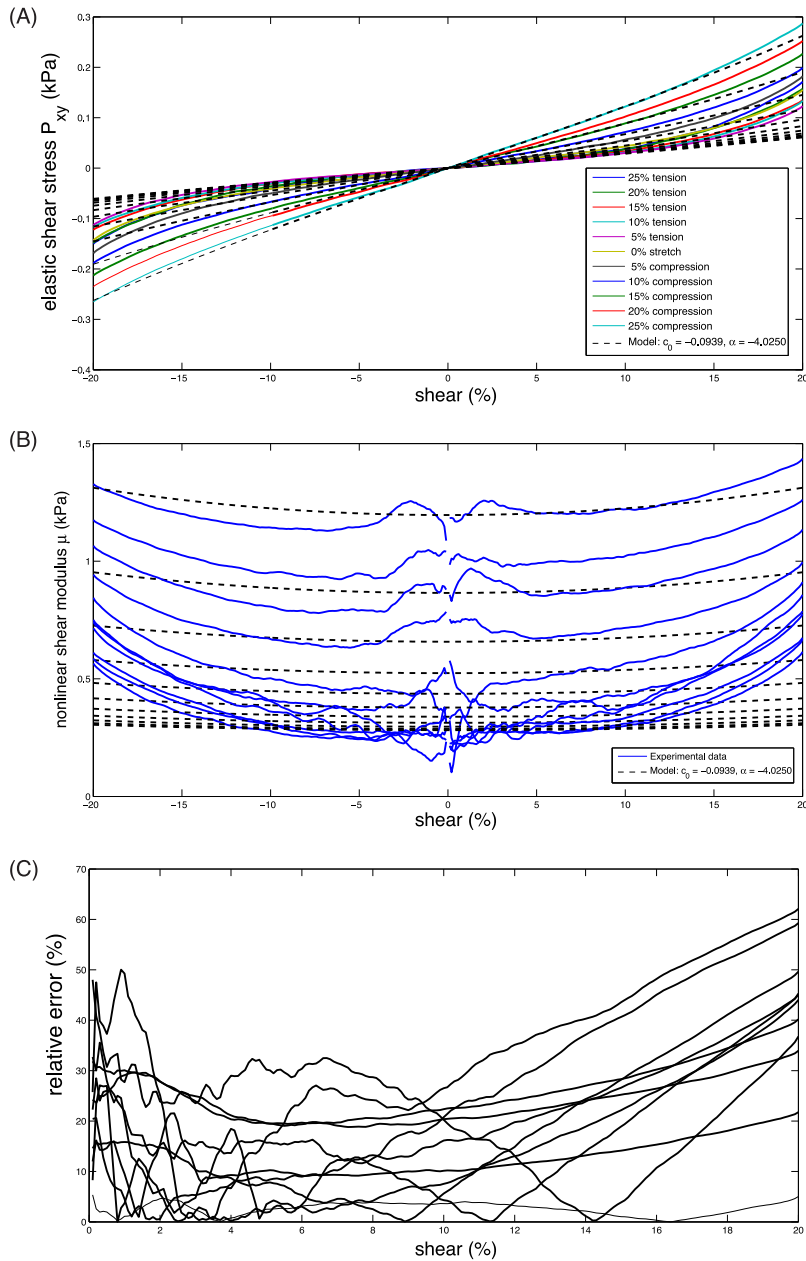 (A)
elastic shear stress P_xy (kPa)
0.3
0.2
0.1
0
−0.1
−0.2
−0.3
−0.4
−20
−15
−10
−5
0
5
10
15
20
shear (%)
25% tension
20% tension
15% tension
10% tension
5% tension
0% stretch
5% compression
10% compression
15% compression
20% compression
25% compression
Model: c_0 = −0.0939, α = −4.0250
(B)
nonlinear shear modulus μ (kPa)
1.5
1
0.5
0
−20
−15
−10
−5
0
5
10
15
20
shear (%)
Experimental data
Model: c_0 = −0.0939, α = −4.0250
(C)
relative error (%)
70
60
50
40
30
20
10
0
0
2
4
6
8
10
12
14
16
18
20
shear (%)